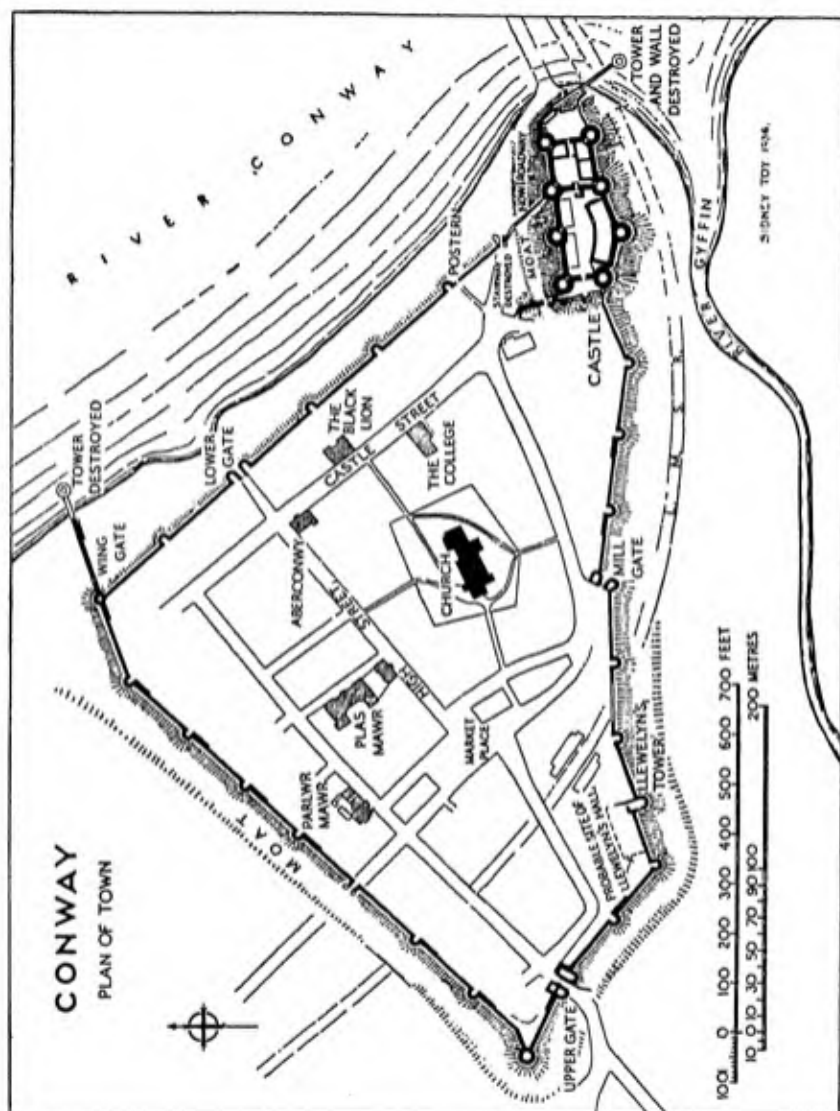 CONWAY
PLAN OF TOWN
RIVER CONWAY
TOWER
DESTROYED
WING
GATE
LOWER
GATE
POSTERN
TOWER
AND WALL
DESTROYED
MOAT
PARLWR
MAWR
PLAS
MAWR
HIGH STREET
ABERCONWY
THE
BLACK
LION
CASTLE STREET
THE
COLLEGE
CHURCH
MARKET
PLACE
DESTROYED
MOAT
CASTLE
MILL
GATE
LLEWELYN'S
TOWER
PROBABLE SITE OF
LLEWELYN'S HALL
UPPER GATE
RIVER GYFFIN
L. M. S. R.
SIDNEY TOY
100 0 100 200 300 400 500 600 700 FEET
10 0 10 30 50 70 90 100 200 METRES